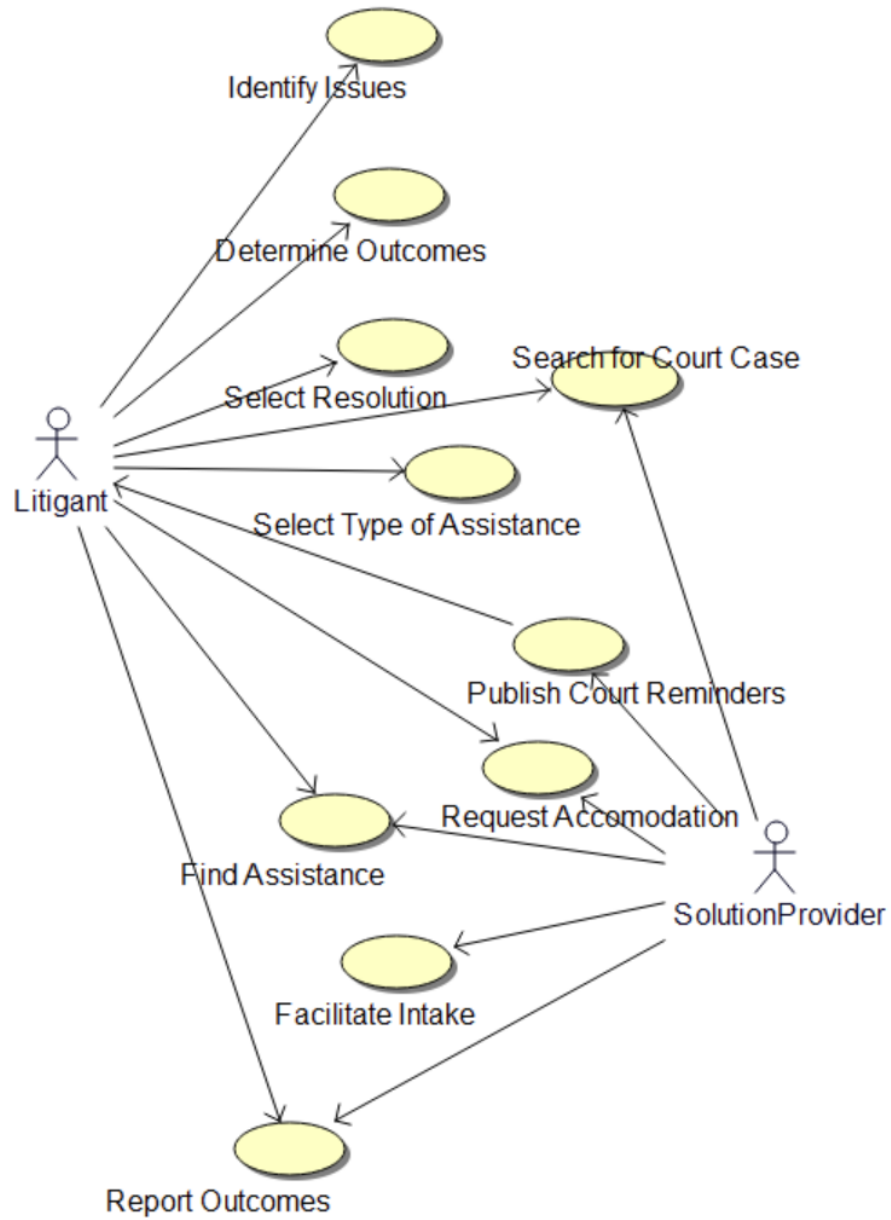 Identify Issues
Determine Outcomes
Search for Court Case
Select Resolution
Litigant
Select Type of Assistance
Publish Court Reminders
Request Accomodation
Find Assistance
SolutionProvider
Facilitate Intake
Report Outcomes